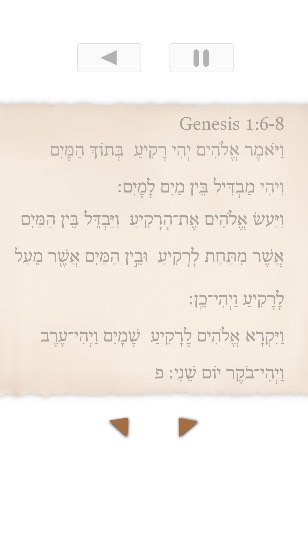 Genesis 1:6-8
וַיֹּאמֶר אֱלֹהִים יְהִי רָקִיעַ בְּתוֹךְ הַמָּיִם
וִיהִי מַבְדִּיל בֵּין מַיִם לָמָיִם:
וַיַּעַשׂ אֱלֹהִים אֶת־הָרָקִיעַ וַיַּבְדֵּל בֵּין הַמַּיִם
אֲשֶׁר מִתַּחַת לָרָקִיעַ וּבֵין הַמַּיִם אֲשֶׁר מֵעַל
לָרָקִיעַ וַיְהִי־כֵן:
וַיִּקְרָא אֱלֹהִים לָרָקִיעַ שָׁמָיִם וַיְהִי־עֶרֶב
וַיְהִי־בֹקֶר יוֹם שֵׁנִי: פ